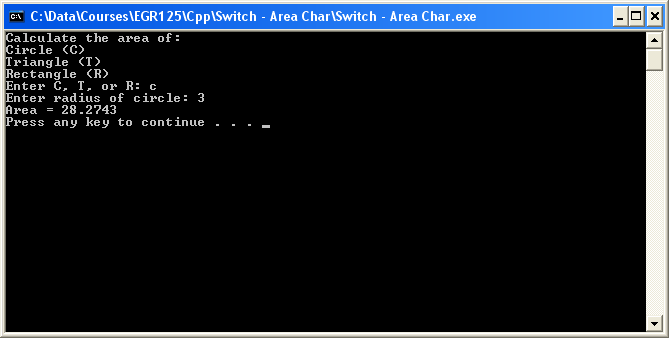 C:\Data\Courses\EGR125\Cpp\Switch - Area Char\Switch - Area Char.exe
Calculate the area of:
Circle (C)
Triangle (T)
Rectangle (R)
Enter C, T, or R: c
Enter radius of circle: 3
Area = 28.2743
Press any key to continue . . . _